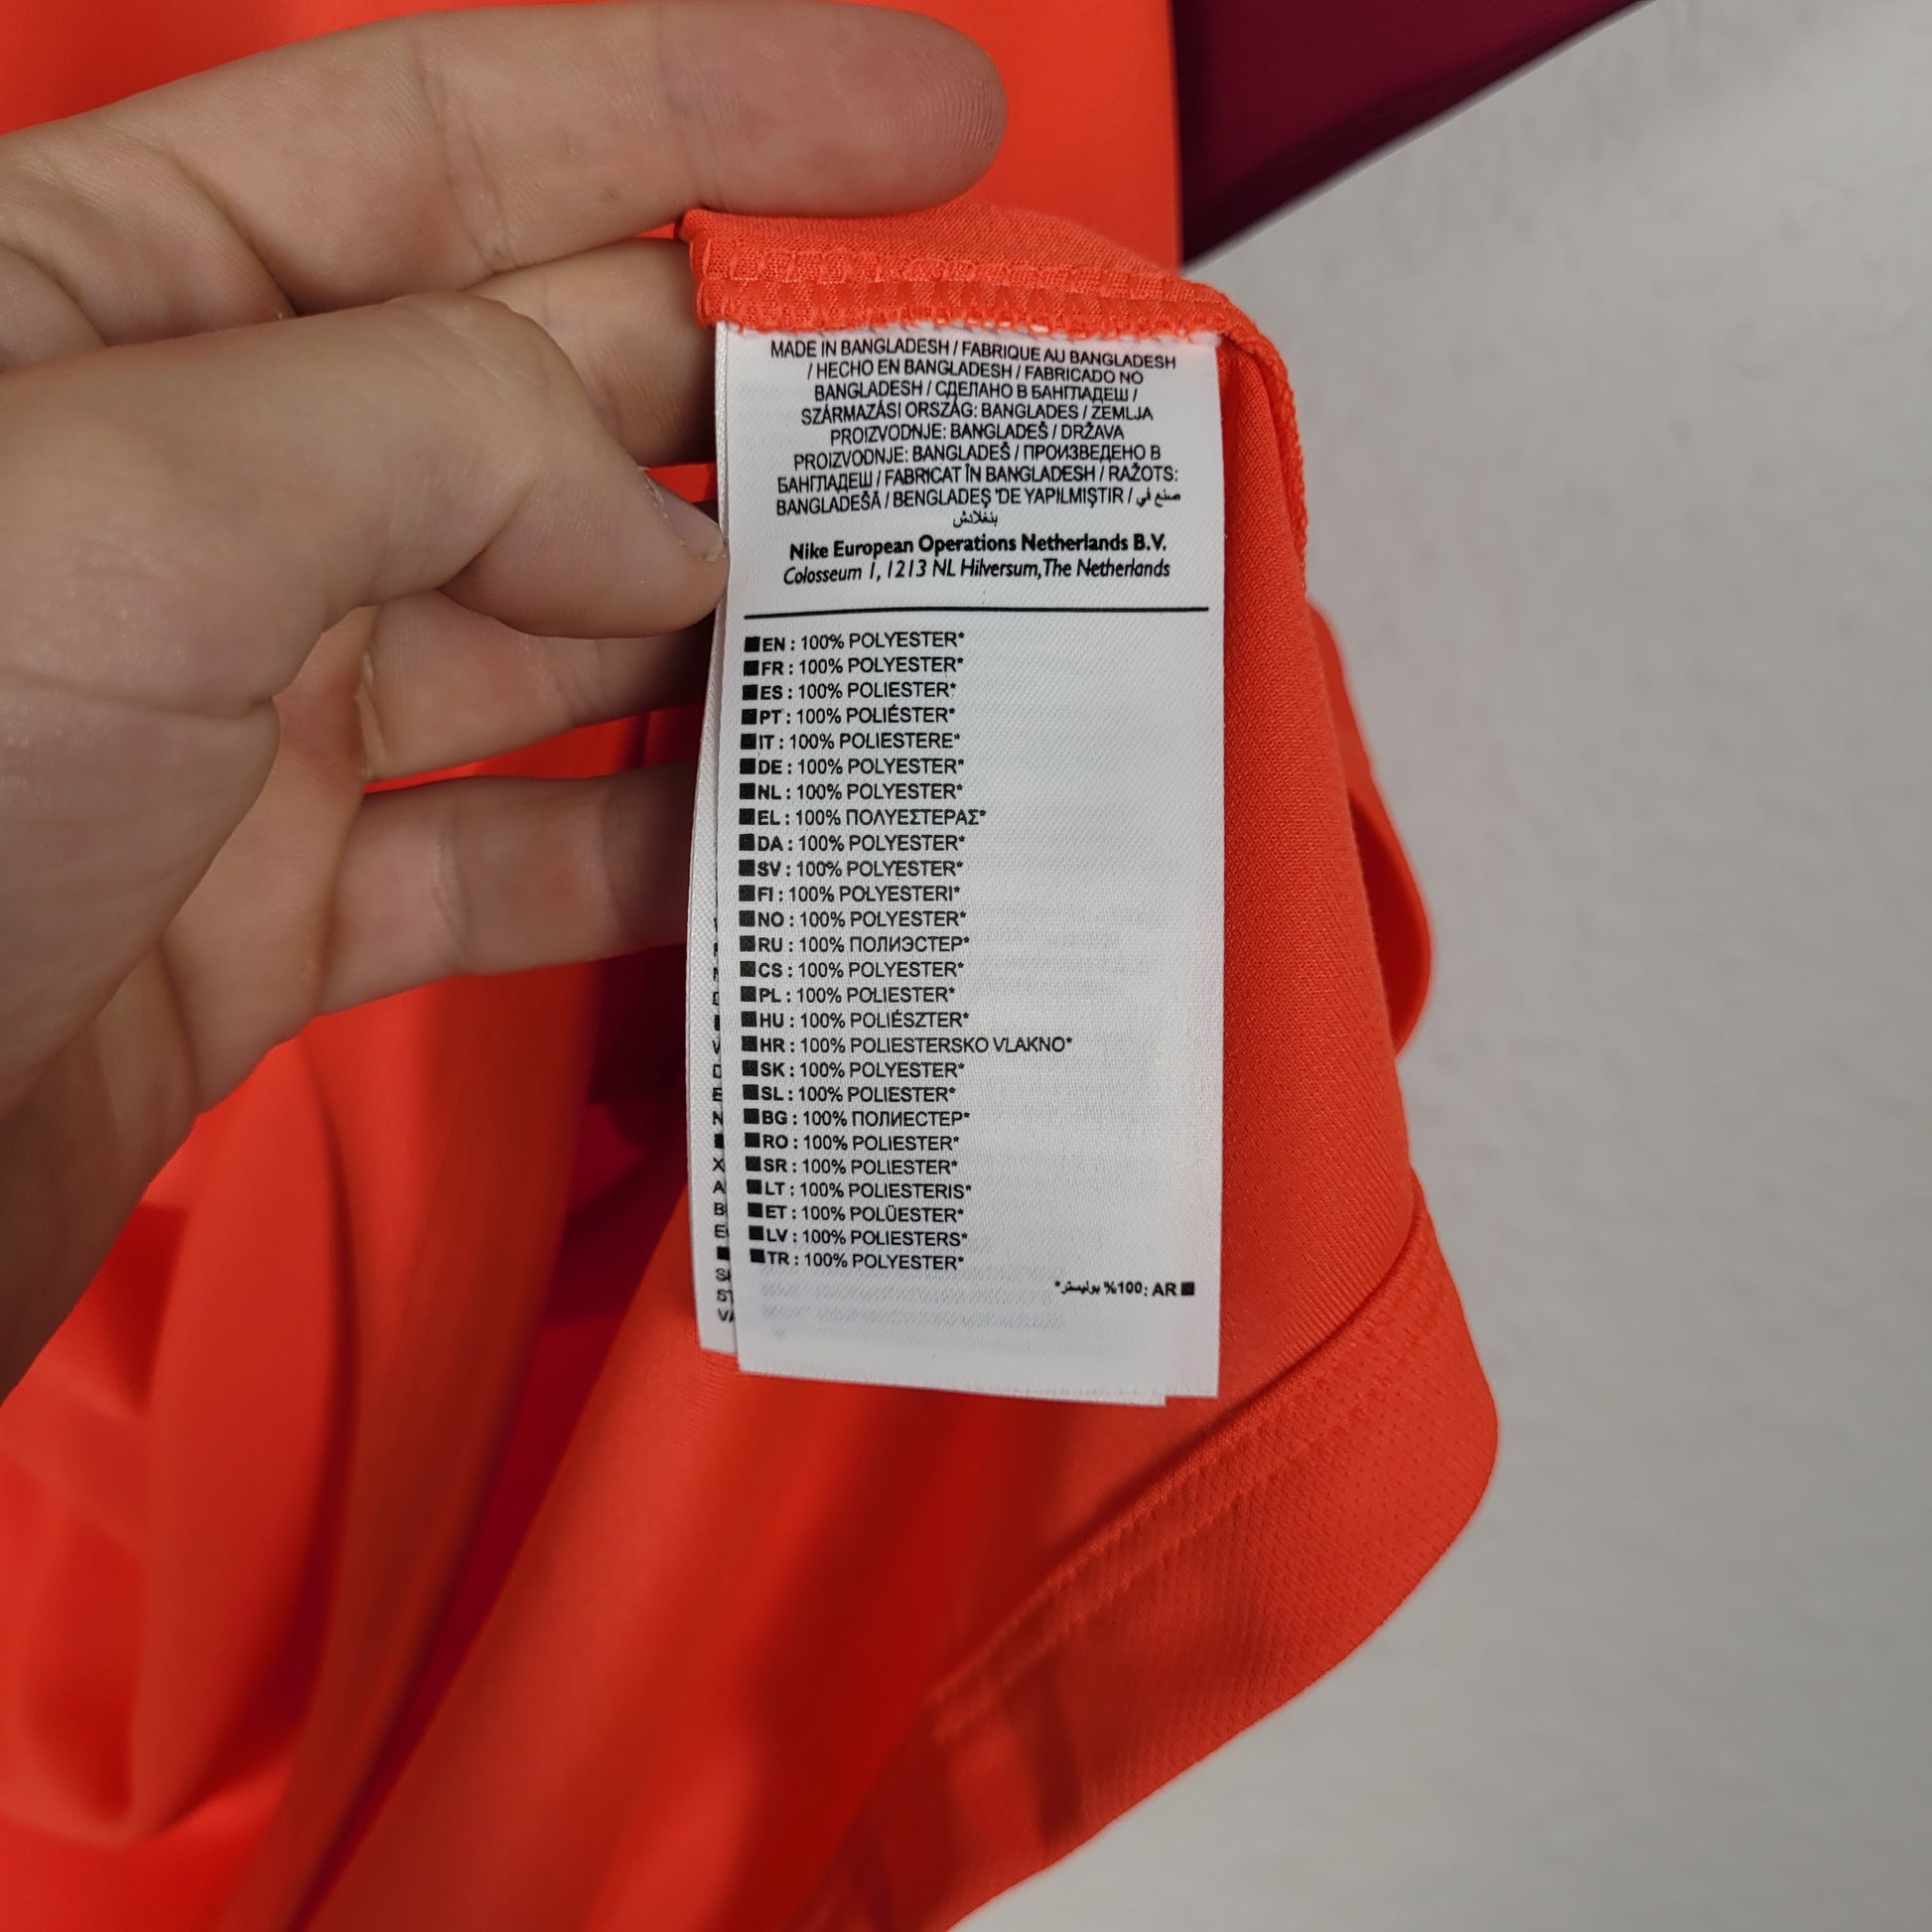 MADE IN BANGLADESH / FABRIQUE AU BANGLADESH
/ HECHO EN BANGLADESH / FABRICADO NO
BANGLADESH / СДЕЛАНО В БАНГЛАДЕШ /
SZÁRMAZÁSI ORSZÁG: BANGLADES / ZEMLJA
PROIZVODNJE: BANGLADEŠ / DRŽAVA
PROIZVODNJE: BANGLADEŠ / ПРОИЗВЕДЕНО В
БАНГЛАДЕШ / FABRICAT ÎN BANGLADESH / RAŽOTS:
BANGLADEŠĀ / BENGLADEŞ 'DE YAPILMIŞTIR / صنع في
بنغلادش
Nike European Operations Netherlands B.V.
Colosseum 1, 1213 NL Hilversum, The Netherlands
■EN : 100% POLYESTER*
■FR : 100% POLYESTER*
■ES : 100% POLIESTER*
■PT : 100% POLIÉSTER*
■IT : 100% POLIESTERE*
■DE : 100% POLYESTER*
■NL : 100% POLYESTER*
■EL : 100% ΠΟΛΥΕΣΤΕΡΑΣ*
■DA : 100% POLYESTER*
■SV : 100% POLYESTER*
■FI : 100% POLYESTERI*
■NO : 100% POLYESTER*
■RU : 100% ПОЛИЭСТЕР*
■CS : 100% POLYESTER*
■PL : 100% POLIESTER*
■HU : 100% POLIÉSZTER*
■HR : 100% POLIESTERSKO VLAKNO*
■SK : 100% POLYESTER*
■SL : 100% POLIESTER*
■BG : 100% ПОЛИЕСТЕР*
■RO : 100% POLIESTER*
■SR : 100% POLIESTER*
■LT : 100% POLIESTERIS*
■ET : 100% POLÜESTER*
■LV : 100% POLIESTERS*
■TR : 100% POLYESTER*
■AR :100% بوليستر*